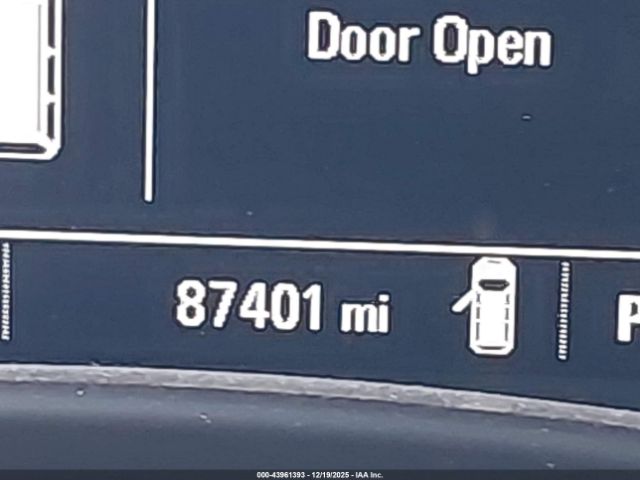 Door Open
87401 mi
P
000-43961393 - 12/19/2025 - IAA Inc.